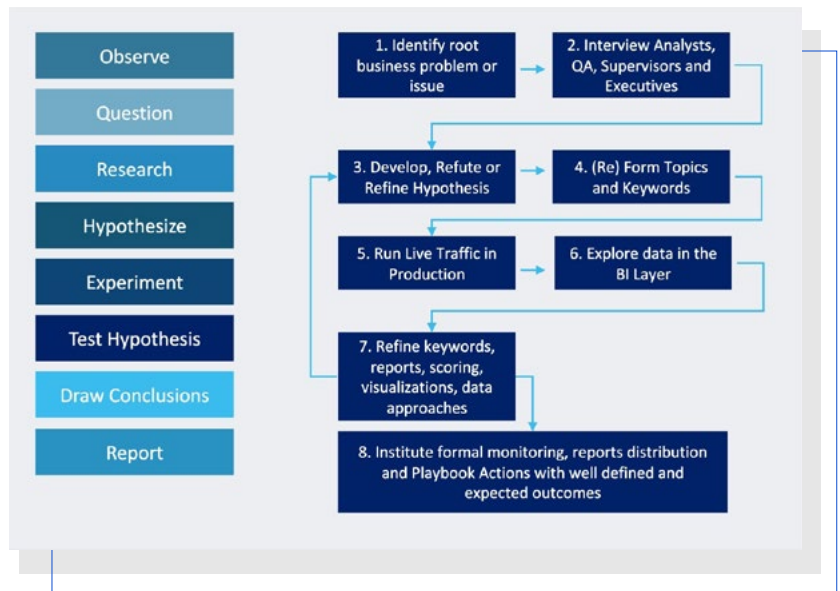 Observe
Question
Research
Hypothesize
Experiment
Test Hypothesis
Draw Conclusions
Report
1. Identify root
business problem or
issue
2. Interview Analysts,
QA, Supervisors and
Executives
3. Develop, Refute or
Refine Hypothesis
4. (Re) Form Topics
and Keywords
5. Run Live Traffic in
Production
6. Explore data in the
BI Layer
7. Refine keywords,
reports, scoring,
visualizations, data
approaches
8. Institute formal monitoring, reports distribution
and Playbook Actions with well defined and
expected outcomes